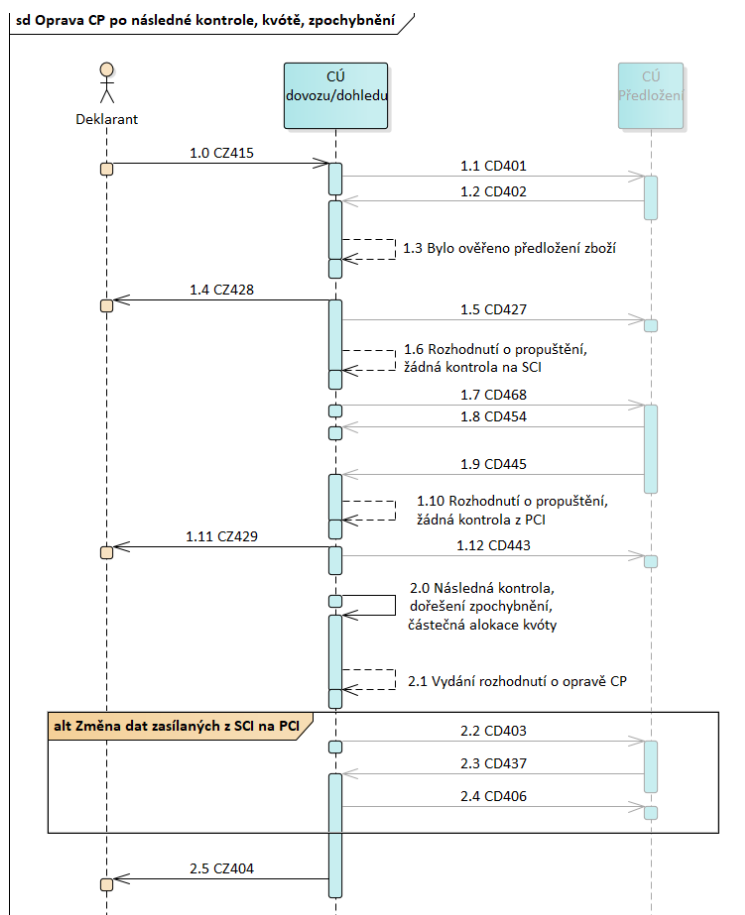 sd Oprava CP po následné kontrole, kvótě, zpochybnění
Deklarant
CÚ
dovozu/dohledu
CÚ
Předložení
1.0 CZ415
1.1 CD401
1.2 CD402
1.3 Bylo ověřeno předložení zboží
1.4 CZ428
1.5 CD427
1.6 Rozhodnutí o propuštění,
žádná kontrola na SCI
1.7 CD468
1.8 CD454
1.9 CD445
1.10 Rozhodnutí o propuštění,
žádná kontrola z PCI
1.11 CZ429
1.12 CD443
2.0 Následná kontrola,
dořešení zpochybnění,
částečná alokace kvóty
2.1 Vydání rozhodnutí o opravě CP
alt Změna dat zasílaných z SCI na PCI
2.2 CD403
2.3 CD437
2.4 CD406
2.5 CZ404